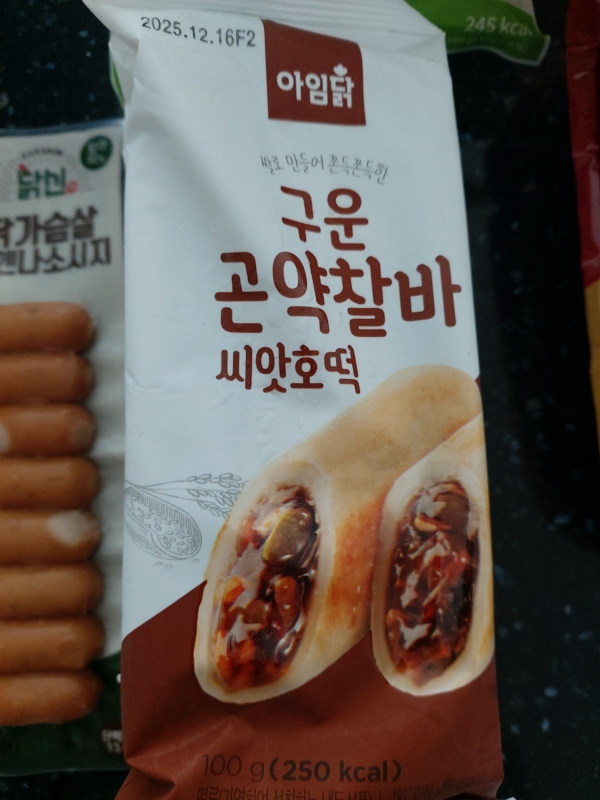 245 kcal
2025.12.16F2
아임닭
쌀로 만들어 쫀득쫀득한
구운
곤약찰바
씨앗호떡
닭신
닭가슴살
비엔나소시지
100 g(250 kcal)